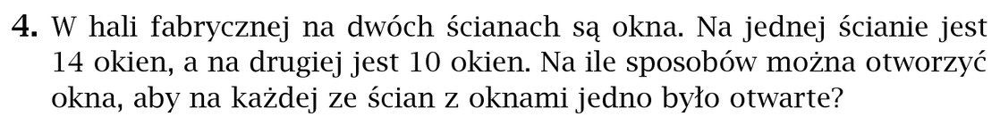 4. W hali fabrycznej na dwóch ścianach są okna. Na jednej ścianie jest
14 okien, a na drugiej jest 10 okien. Na ile sposobów można otworzyć
okna, aby na każdej ze ścian z oknami jedno było otwarte?